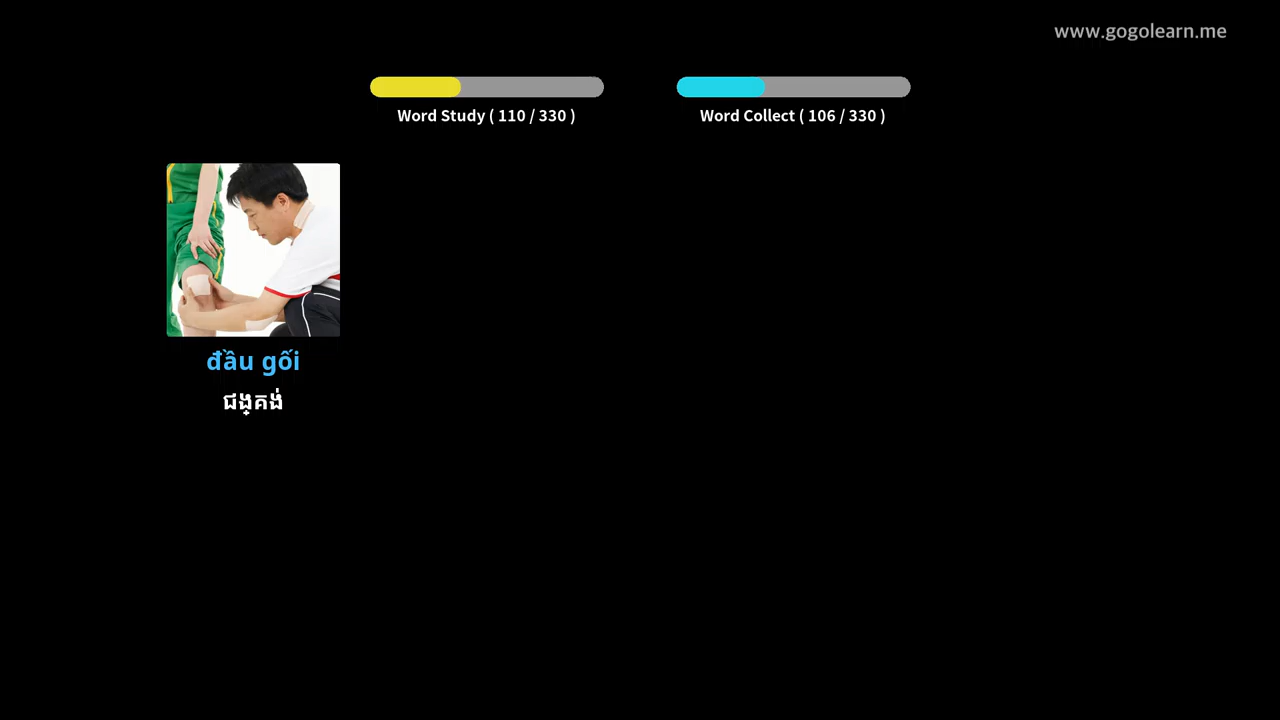 www.gogolearn.me
Word Study ( 110 / 330 )
Word Collect ( 106 / 330 )
đầu gối
ជង្គង់